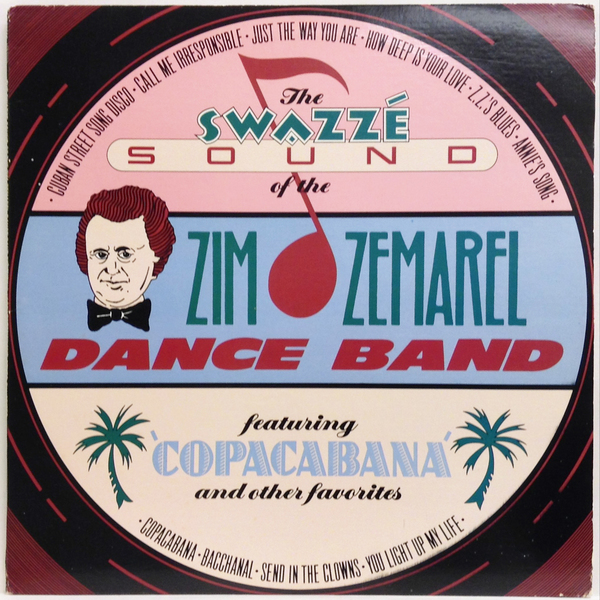 · CUBAN STREET SONG DISCO · CALL ME IRRESPONSIBLE · JUST THE WAY YOU ARE · HOW DEEP IS YOUR LOVE · Z.Z.'S BLUES · ANNIE'S SONG ·
The
SWAZZÉ
SOUND
of the
ZIM ZEMAREL
DANCE BAND
featuring
'COPACABANA'
and other favorites
· COPACABANA · BACCHANAL · SEND IN THE CLOWNS · YOU LIGHT UP MY LIFE ·